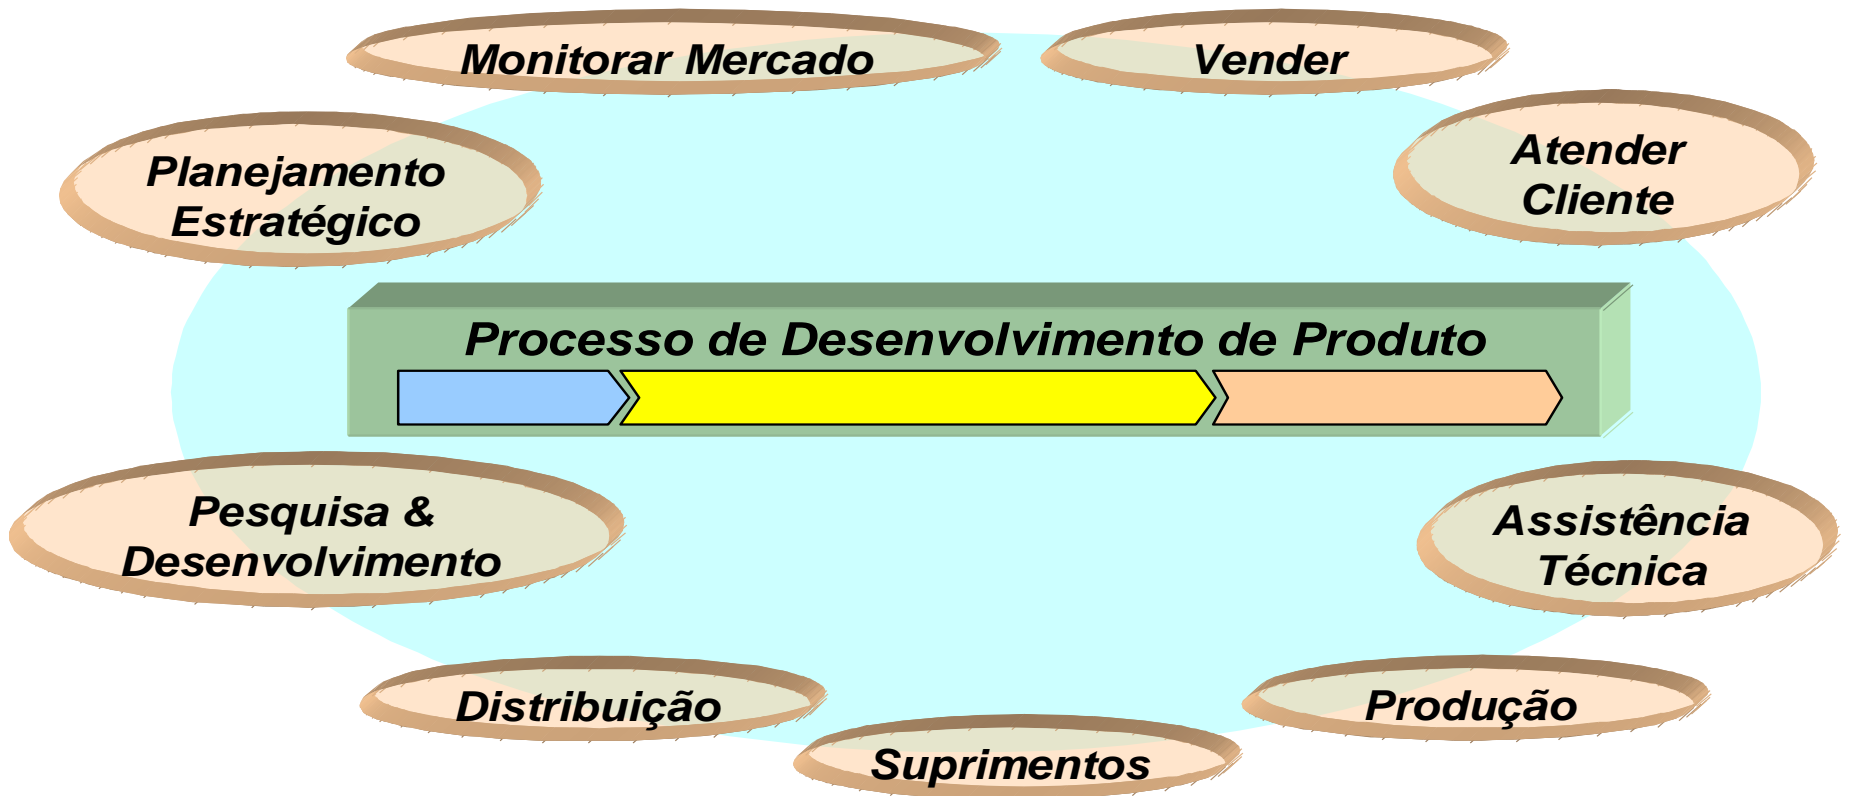 Monitorar Mercado
Vender
Planejamento
Estratégico
Atender
Cliente
Processo de Desenvolvimento de Produto
Pesquisa &
Desenvolvimento
Assistência
Técnica
Distribuição
Produção
Suprimentos